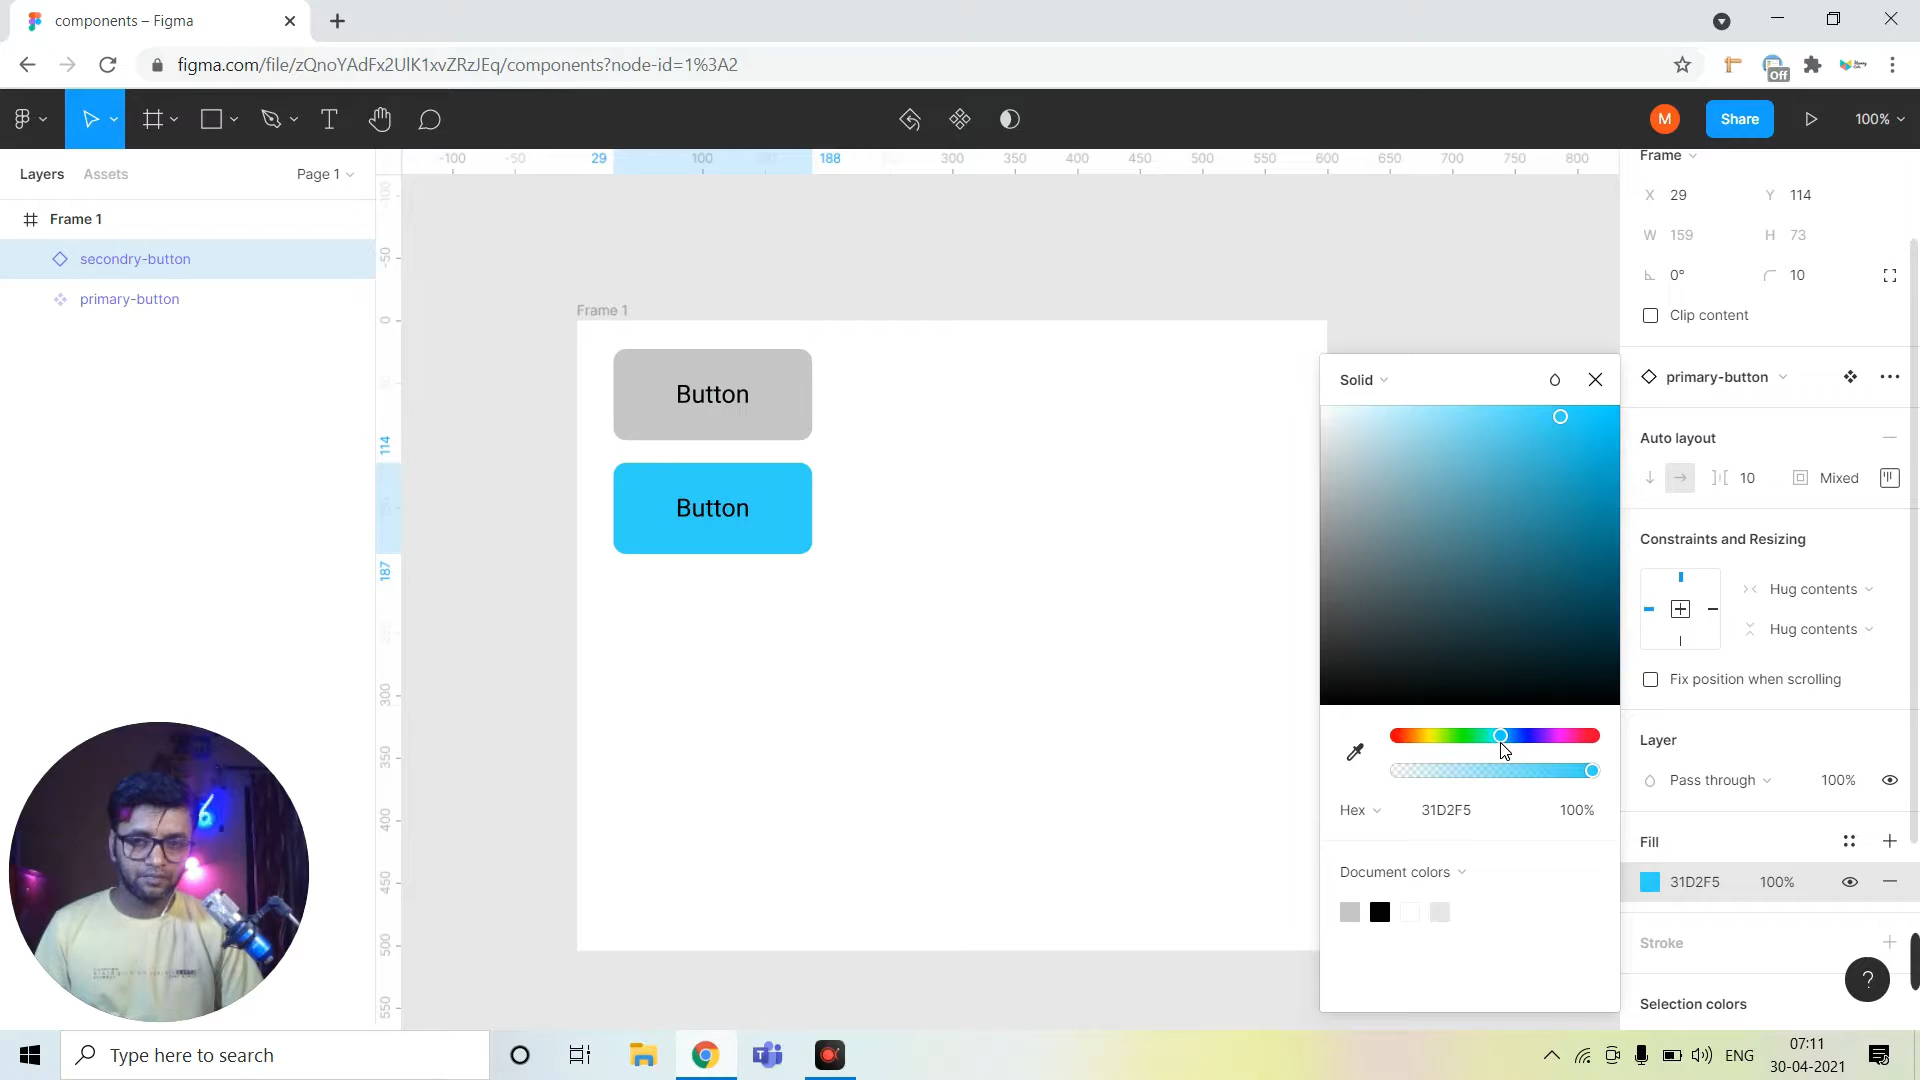 components – Figma
figma.com/file/zQnoYAdFx2UlK1xvZRzJEq/components?node-id=1%3A2
Off
M
Share
100%
Layers
Assets
Page 1
Frame 1
secondry-button
primary-button
-100
-50
29
100
188
300
350
400
450
500
550
600
650
700
750
800
-50
0
114
187
300
350
400
450
500
550
Frame 1
Button
Button
Solid
Hex
31D2F5
100%
Document colors
Frame
X 29
Y 114
W 159
H 73
0°
10
Clip content
primary-button
Auto layout
10
Mixed
Constraints and Resizing
Hug contents
Hug contents
Fix position when scrolling
Layer
Pass through
100%
Fill
31D2F5
100%
Stroke
Selection colors
?
Type here to search
ENG
07:11
30-04-2021